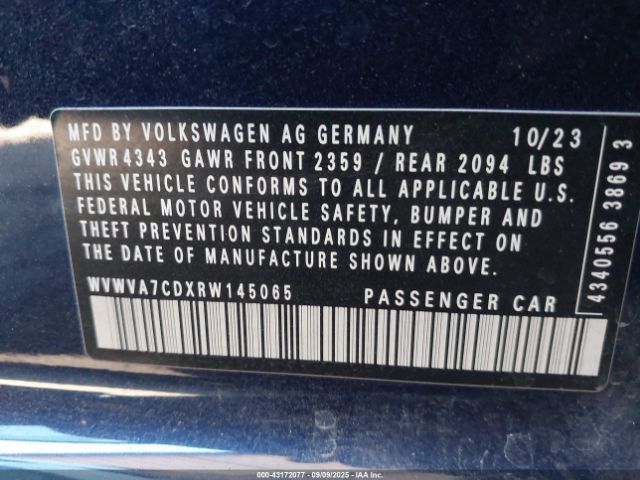 MFD BY VOLKSWAGEN AG GERMANY 10/23
GVWR 4343 GAWR FRONT 2359 / REAR 2094 LBS
THIS VEHICLE CONFORMS TO ALL APPLICABLE U.S.
FEDERAL MOTOR VEHICLE SAFETY, BUMPER AND
THEFT PREVENTION STANDARDS IN EFFECT ON
THE DATE OF MANUFACTURE SHOWN ABOVE.
WVWVA7CDXRW145065 PASSENGER CAR
4340556 3869 3
000-43172077 - 09/09/2025 - IAAI, Inc.